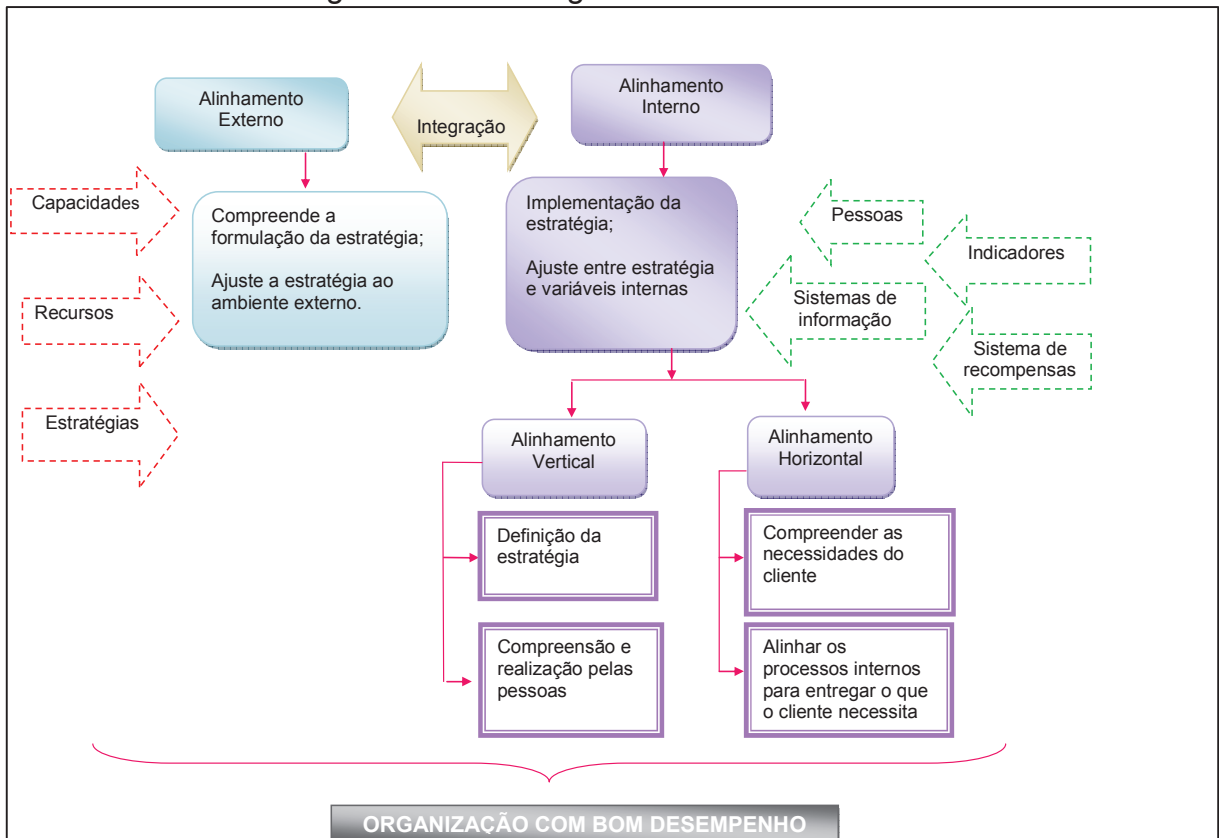 Alinhamento
Externo
Integração
Alinhamento
Interno
Capacidades
Recursos
Estratégias
Compreende a
formulação da estratégia;
Ajuste a estratégia ao
ambiente externo.
Implementação da
estratégia;
Ajuste entre estratégia
e variáveis internas
Pessoas
Indicadores
Sistemas de
informação
Sistema de
recompensas
Alinhamento
Vertical
Alinhamento
Horizontal
Definição da
estratégia
Compreensão e
realização pelas
pessoas
Compreender as
necessidades do
cliente
Alinhar os
processos internos
para entregar o que
o cliente necessita
ORGANIZAÇÃO COM BOM DESEMPENHO